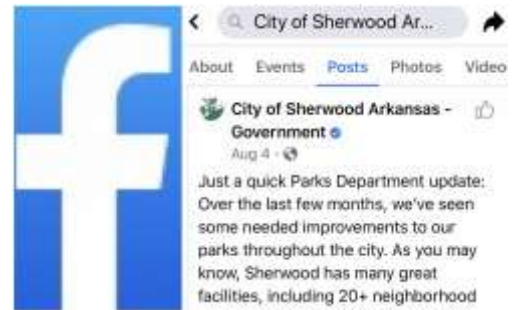 City of Sherwood Ar...
About Events Posts Photos Video
City of Sherwood Arkansas -
Government
Aug 4 ·
Just a quick Parks Department update:
Over the last few months, we've seen
some needed improvements to our
parks throughout the city. As you may
know, Sherwood has many great
facilities, including 20+ neighborhood